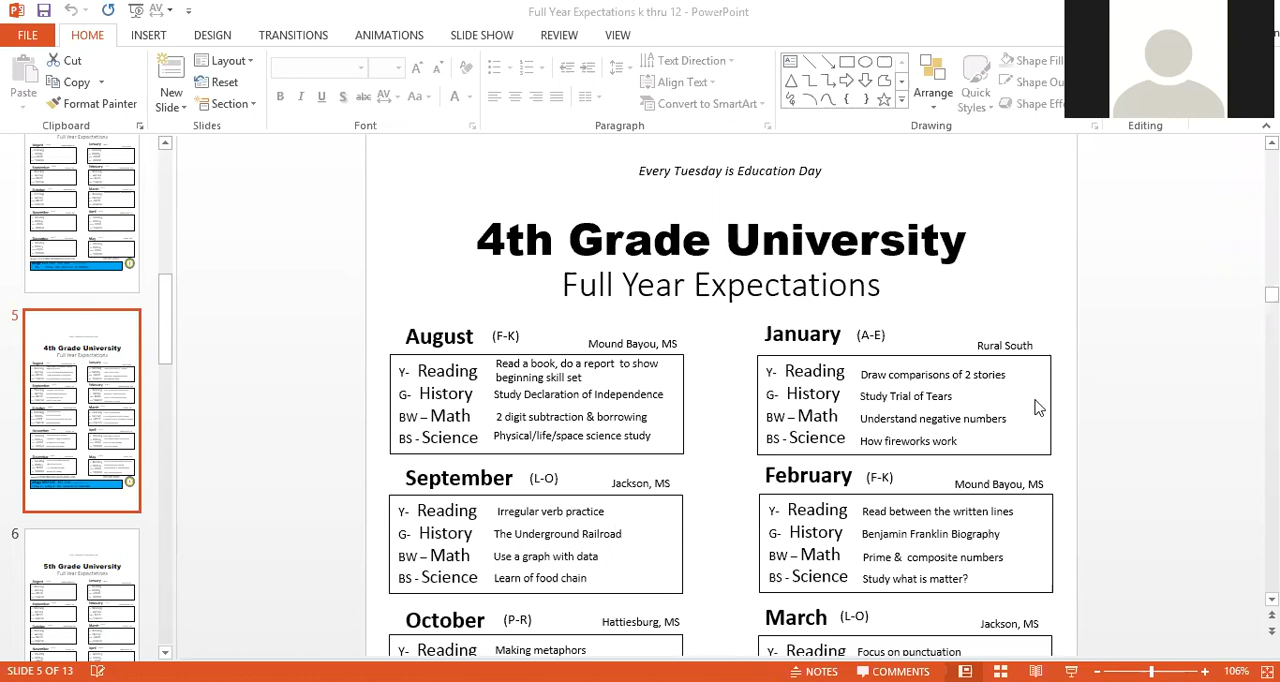 Full Year Expectations k thru 12 - PowerPoint
FILE HOME INSERT DESIGN TRANSITIONS ANIMATIONS SLIDE SHOW REVIEW VIEW
Paste
Cut
Copy
Format Painter
Clipboard
New Slide
Layout
Reset
Section
Slides
B I U S abc AV Aa A
Font
Text Direction
Align Text
Convert to SmartArt
Paragraph
Arrange
Quick Styles
Shape Fill
Shape Ou
Shape Effe
Drawing
Editing
5
4th Grade University
Full Year Expectations
6
5th Grade University
Full Year Expectations
Every Tuesday is Education Day
4th Grade University
Full Year Expectations
August (F-K) Mound Bayou, MS
Y- Reading Read a book, do a report to show beginning skill set
G- History Study Declaration of Independence
BW – Math 2 digit subtraction & borrowing
BS - Science Physical/life/space science study
September (L-O) Jackson, MS
Y- Reading Irregular verb practice
G- History The Underground Railroad
BW – Math Use a graph with data
BS - Science Learn of food chain
October (P-R) Hattiesburg, MS
Y- Reading Making metaphors
January (A-E) Rural South
Y- Reading Draw comparisons of 2 stories
G- History Study Trial of Tears
BW – Math Understand negative numbers
BS - Science How fireworks work
February (F-K) Mound Bayou, MS
Y- Reading Read between the written lines
G- History Benjamin Franklin Biography
BW – Math Prime & composite numbers
BS - Science Study what is matter?
March (L-O) Jackson, MS
Y- Reading Focus on punctuation
SLIDE 5 OF 13
NOTES COMMENTS 106%